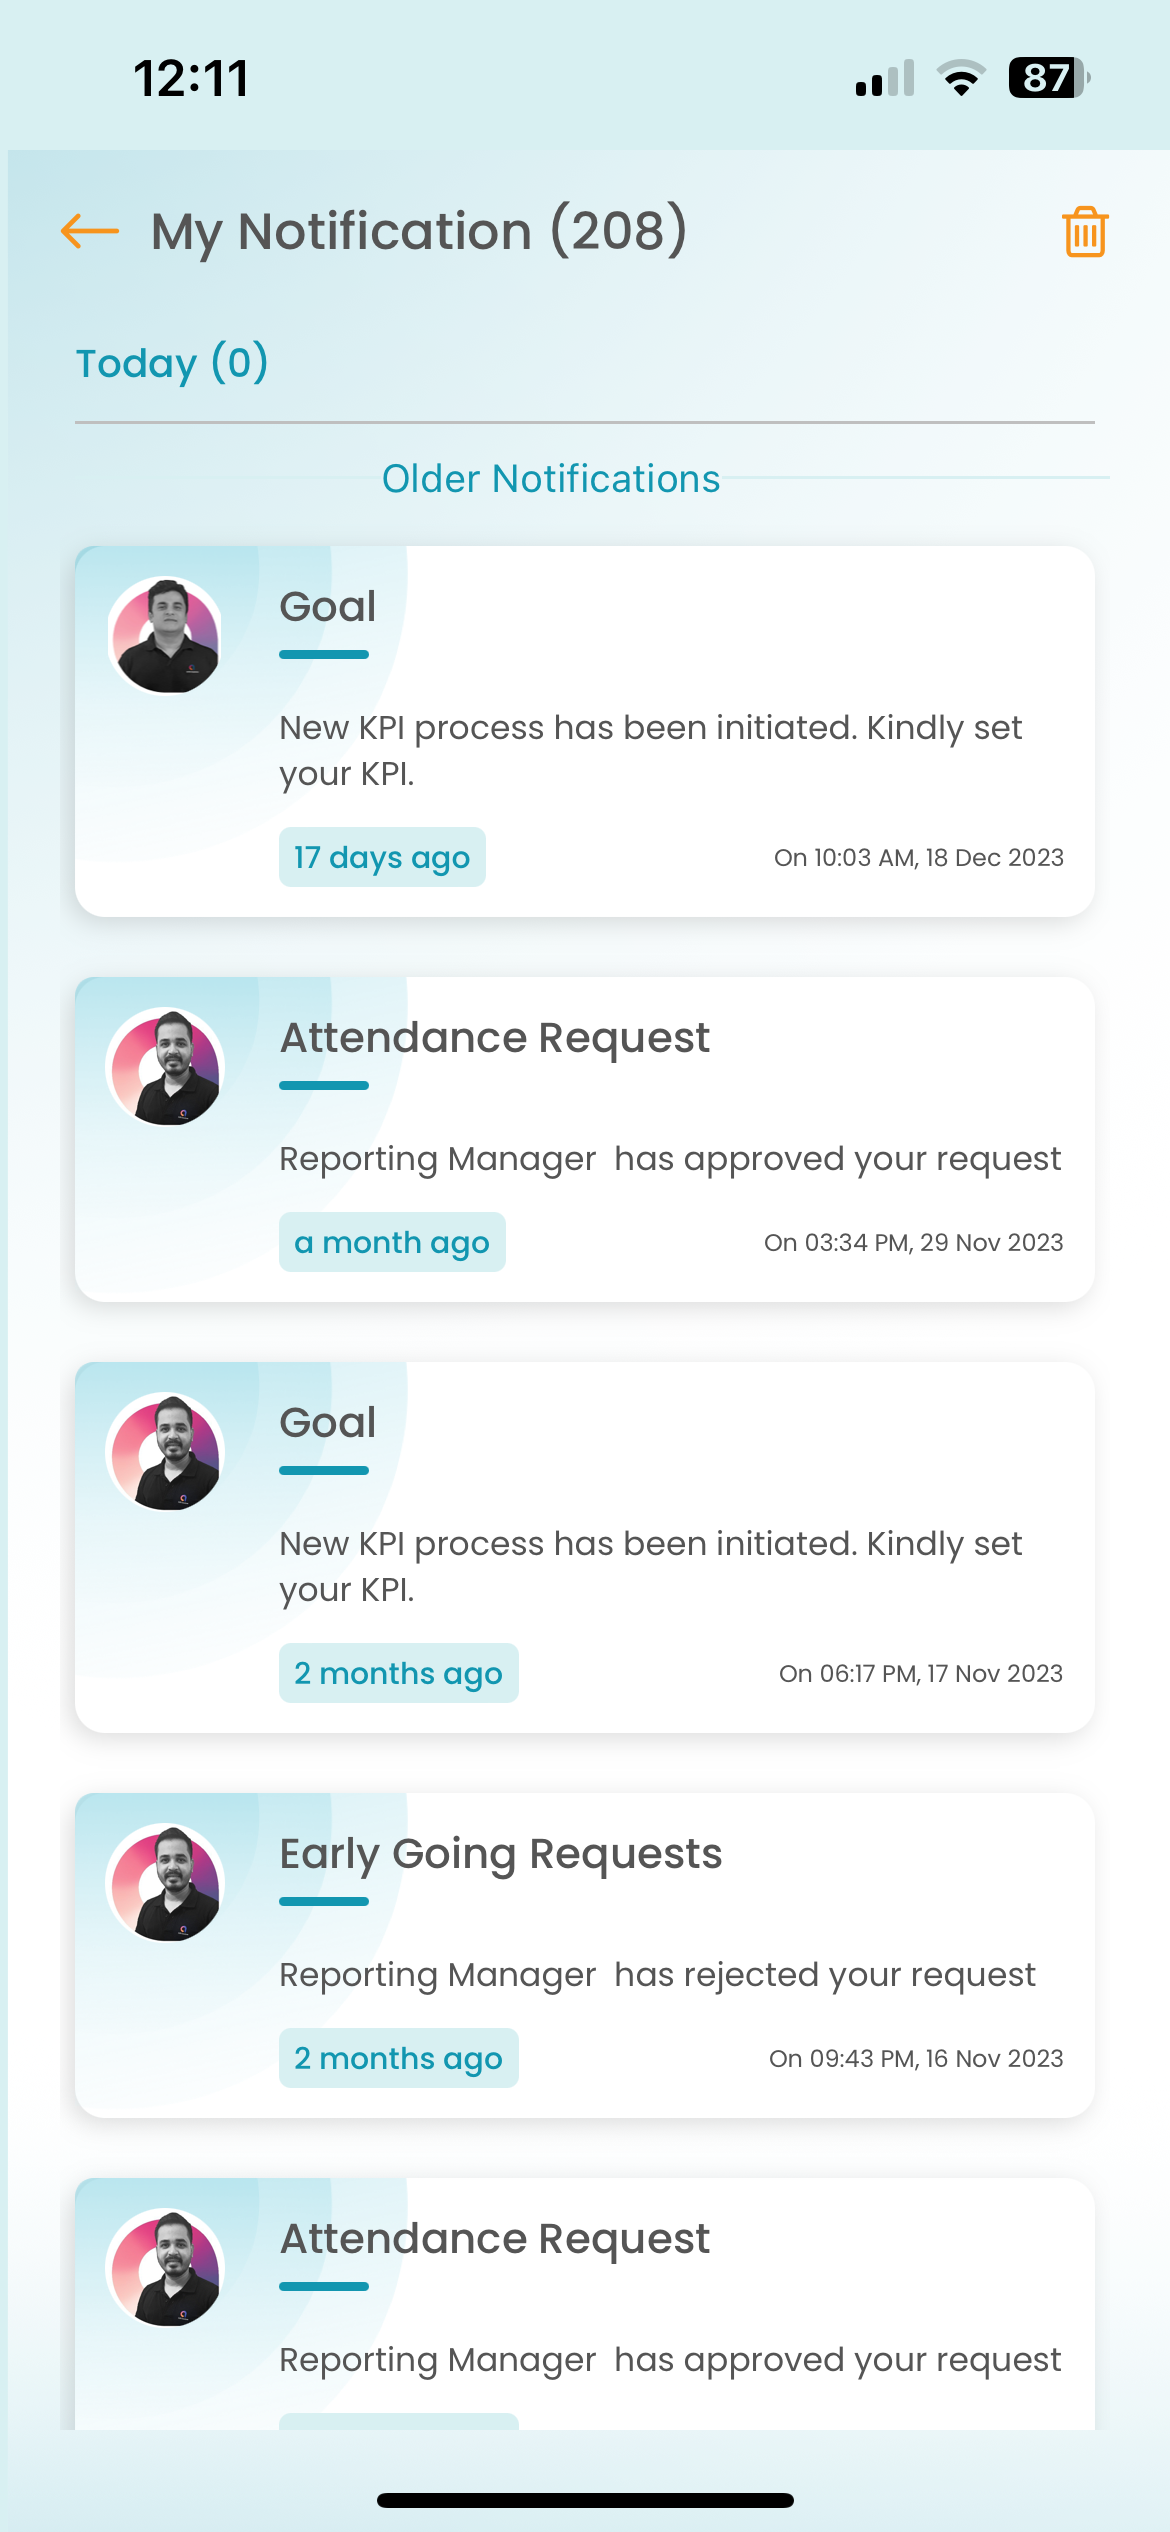 12:11
87
My Notification (208)
Today (0)
Older Notifications
Goal
New KPI process has been initiated. Kindly set
your KPI.
17 days ago
On 10:03 AM, 18 Dec 2023
Attendance Request
Reporting Manager  has approved your request
a month ago
On 03:34 PM, 29 Nov 2023
Goal
New KPI process has been initiated. Kindly set
your KPI.
2 months ago
On 06:17 PM, 17 Nov 2023
Early Going Requests
Reporting Manager  has rejected your request
2 months ago
On 09:43 PM, 16 Nov 2023
Attendance Request
Reporting Manager  has approved your request